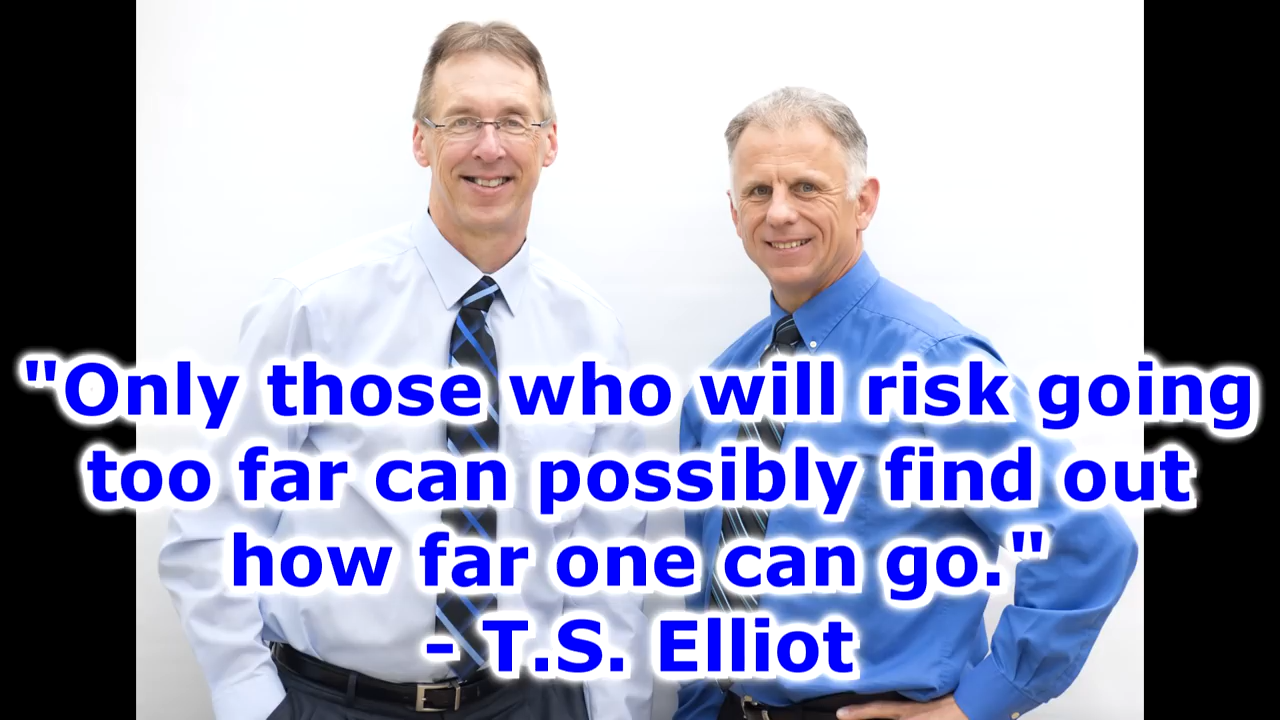 "Only those who will risk going
too far can possibly find out
how far one can go."
- T.S. Elliot